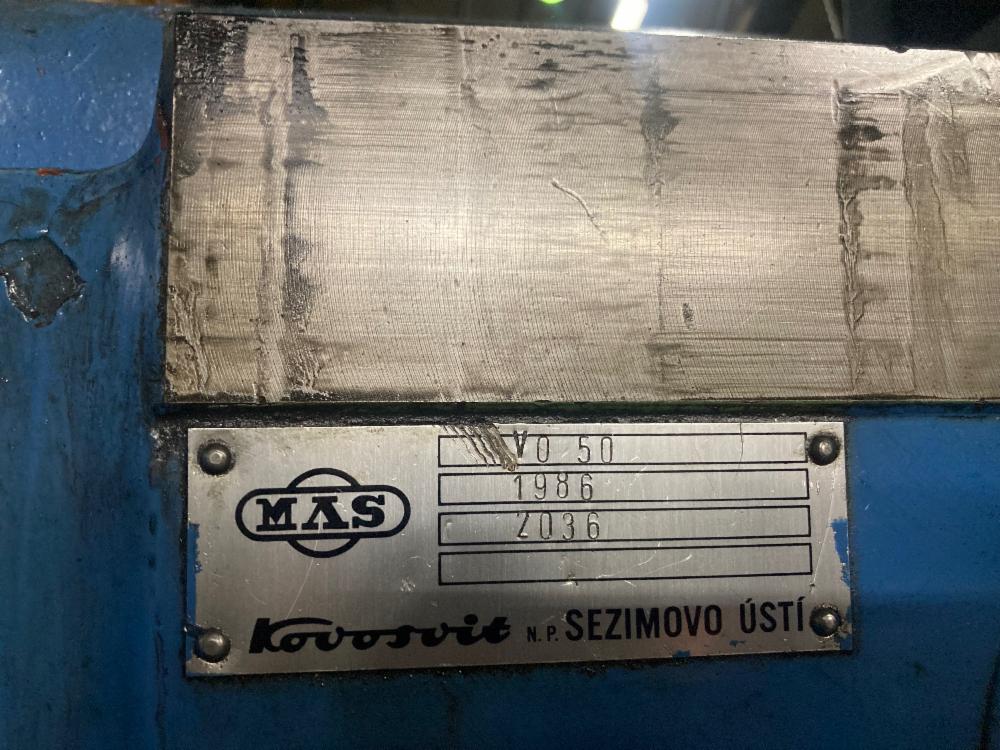 VO 50
1986
2036
MAS
Kovosvit N.P. SEZIMOVO ÚSTÍ